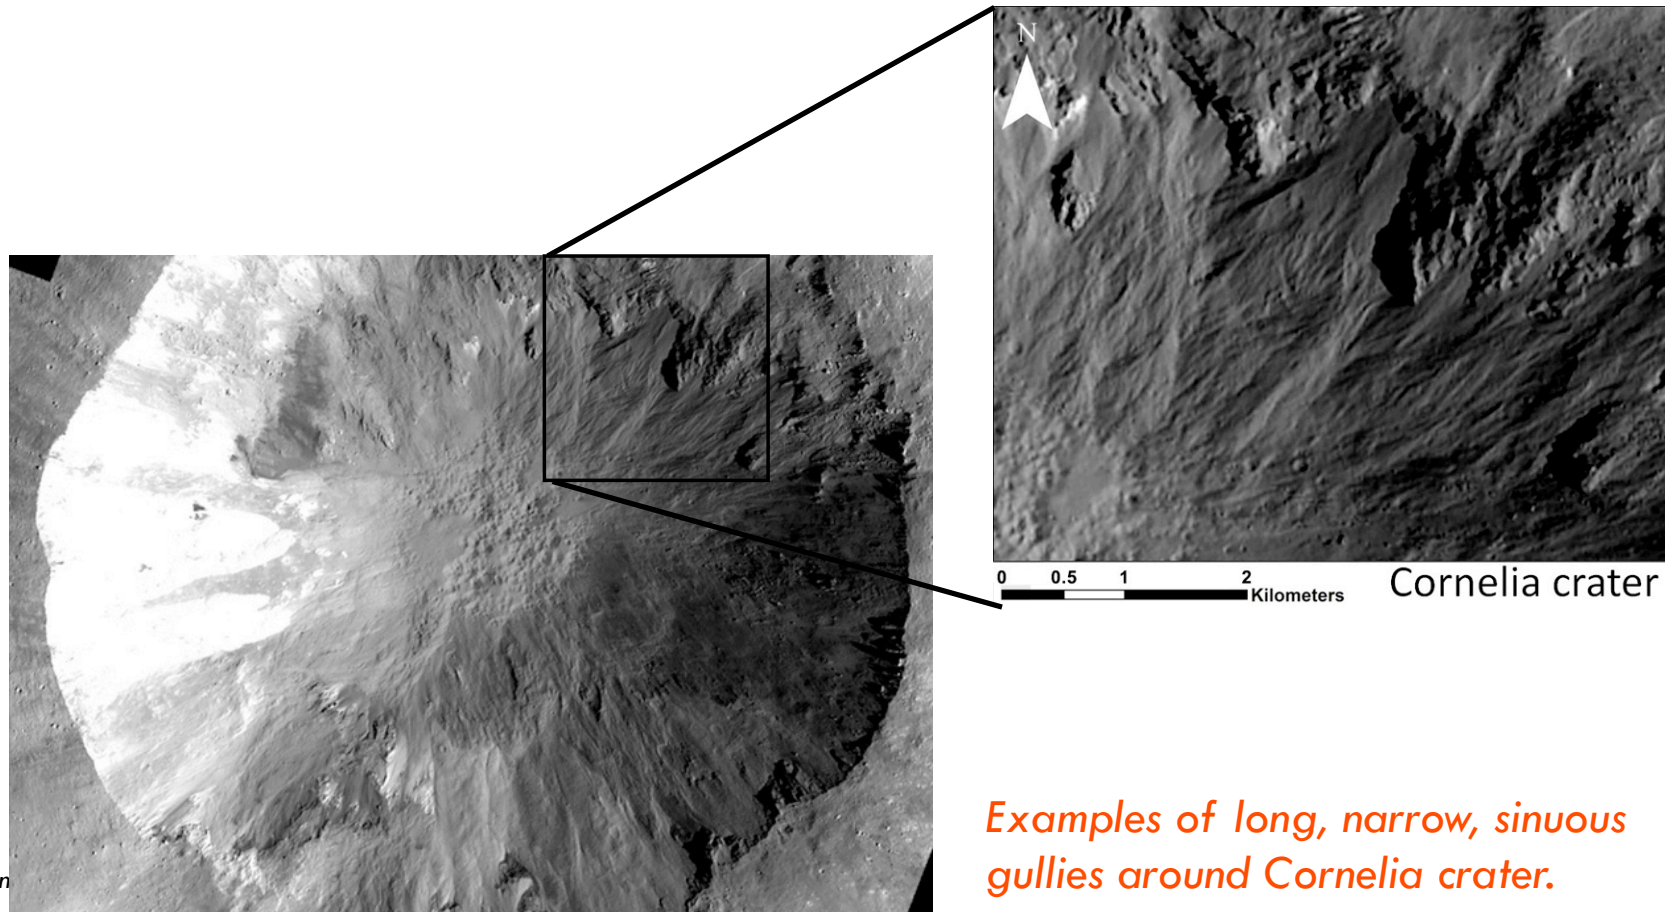 N
0 0.5 1 2
Kilometers
Cornelia crater
Examples of long, narrow, sinuous
gullies around Cornelia crater.